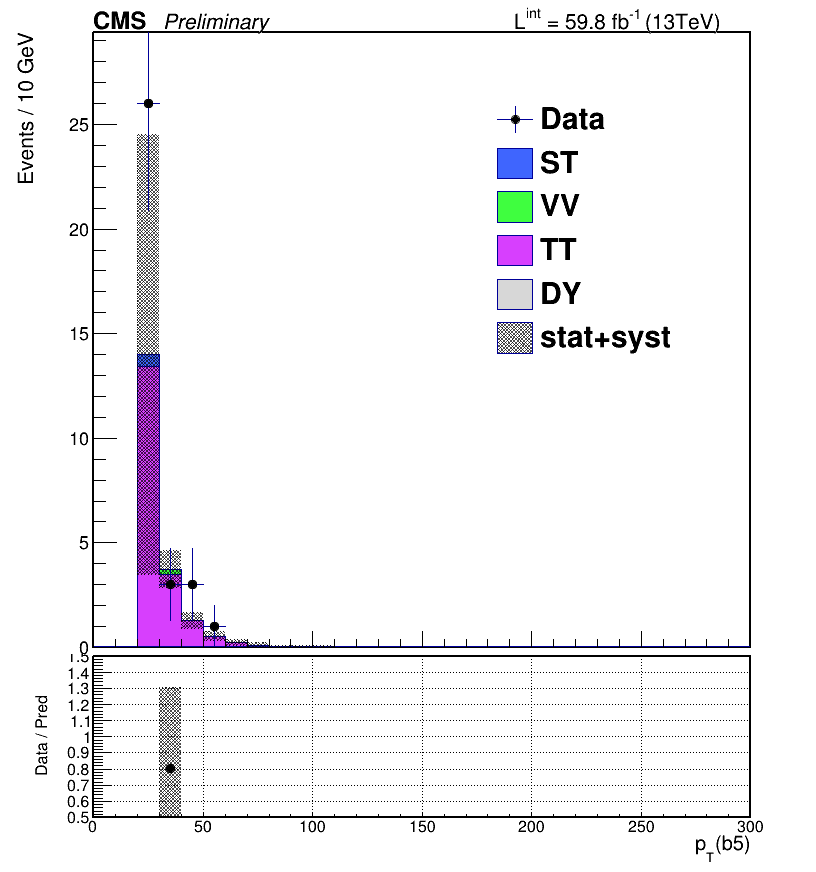 CMS Preliminary L^int = 59.8 fb^-1 (13TeV)
Events / 10 GeV
25
20
15
10
5
0
Data
ST
VV
TT
DY
stat+syst
Data / Pred
1.5
1.4
1.3
1.2
1.1
1
0.9
0.8
0.7
0.6
0.5
0 50 100 150 200 250 300
p_T(b5)